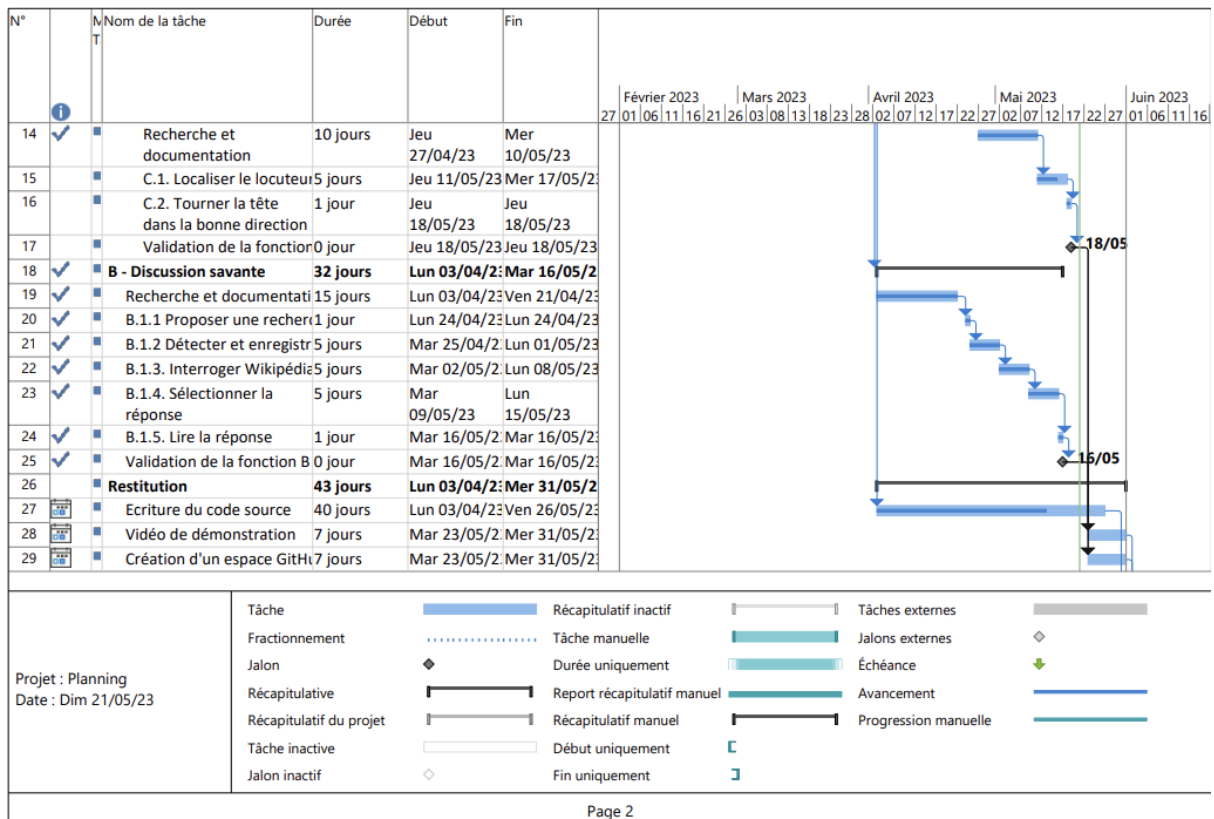 N° M Nom de la tâche Durée Début Fin
T
Février 2023 Mars 2023 Avril 2023 Mai 2023 Juin 2023
27 01 06 11 16 21 26 03 08 13 18 23 28 02 07 12 17 22 27 02 07 12 17 22 27 01 06 11 16
14 Recherche et 10 jours Jeu Mer
documentation 27/04/23 10/05/23
15 C.1. Localiser le locuteur 5 jours Jeu 11/05/23 Mer 17/05/23
16 C.2. Tourner la tête 1 jour Jeu Jeu
dans la bonne direction 18/05/23 18/05/23
17 Validation de la fonction 0 jour Jeu 18/05/23 Jeu 18/05/23 18/05
18 B - Discussion savante 32 jours Lun 03/04/23 Mar 16/05/2
19 Recherche et documentati 15 jours Lun 03/04/23 Ven 21/04/23
20 B.1.1 Proposer une recherc 1 jour Lun 24/04/23 Lun 24/04/23
21 B.1.2 Détecter et enregistr 5 jours Mar 25/04/2 Lun 01/05/23
22 B.1.3. Interroger Wikipédia 5 jours Mar 02/05/2 Lun 08/05/23
23 B.1.4. Sélectionner la 5 jours Mar Lun
réponse 09/05/23 15/05/23
24 B.1.5. Lire la réponse 1 jour Mar 16/05/2 Mar 16/05/2
25 Validation de la fonction B 0 jour Mar 16/05/2 Mar 16/05/2 16/05
26 Restitution 43 jours Lun 03/04/23 Mer 31/05/2
27 Ecriture du code source 40 jours Lun 03/04/23 Ven 26/05/23
28 Vidéo de démonstration 7 jours Mar 23/05/2 Mer 31/05/2
29 Création d'un espace GitHu 7 jours Mar 23/05/2 Mer 31/05/2
Projet : Planning
Date : Dim 21/05/23
Tâche Récapitulatif inactif Tâches externes
Fractionnement Tâche manuelle Jalons externes
Jalon Durée uniquement Échéance
Récapitulative Report récapitulatif manuel Avancement
Récapitulatif du projet Récapitulatif manuel Progression manuelle
Tâche inactive Début uniquement
Jalon inactif Fin uniquement
Page 2